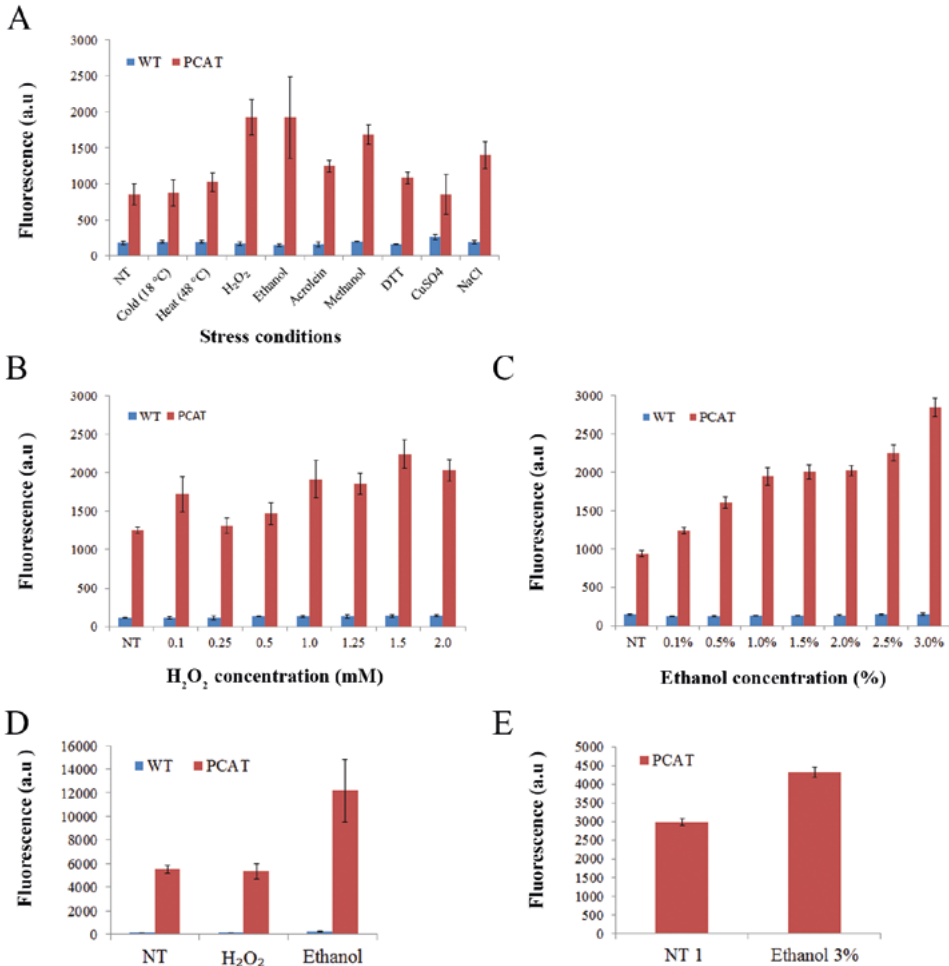 A
Fluorescence (a.u)
WT PCAT
3000
2500
2000
1500
1000
500
0
NT
Cold (18 °C)
Heat (48 °C)
H₂O₂
Ethanol
Acrolein
Methanol
DTT
CuSO4
NaCl
Stress conditions
B
Fluorescence (a.u )
WT PCAT
3000
2500
2000
1500
1000
500
0
NT 0.1 0.25 0.5 1.0 1.25 1.5 2.0
H₂O₂ concentration (mM)
C
Fluorescence (a.u )
WT PCAT
3000
2500
2000
1500
1000
500
0
NT 0.1% 0.5% 1.0% 1.5% 2.0% 2.5% 3.0%
Ethanol concentration (%)
D
Fluorescence (a.u )
WT PCAT
16000
14000
12000
10000
8000
6000
4000
2000
0
NT H₂O₂ Ethanol
E
Fluorescence (a.u )
PCAT
5000
4500
4000
3500
3000
2500
2000
1500
1000
500
0
NT 1 Ethanol 3%